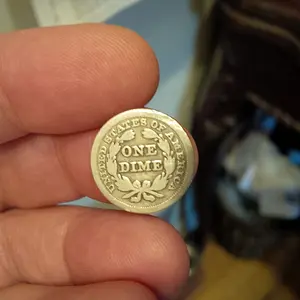 UNITED STATES OF AMERICA
ONE
DIME